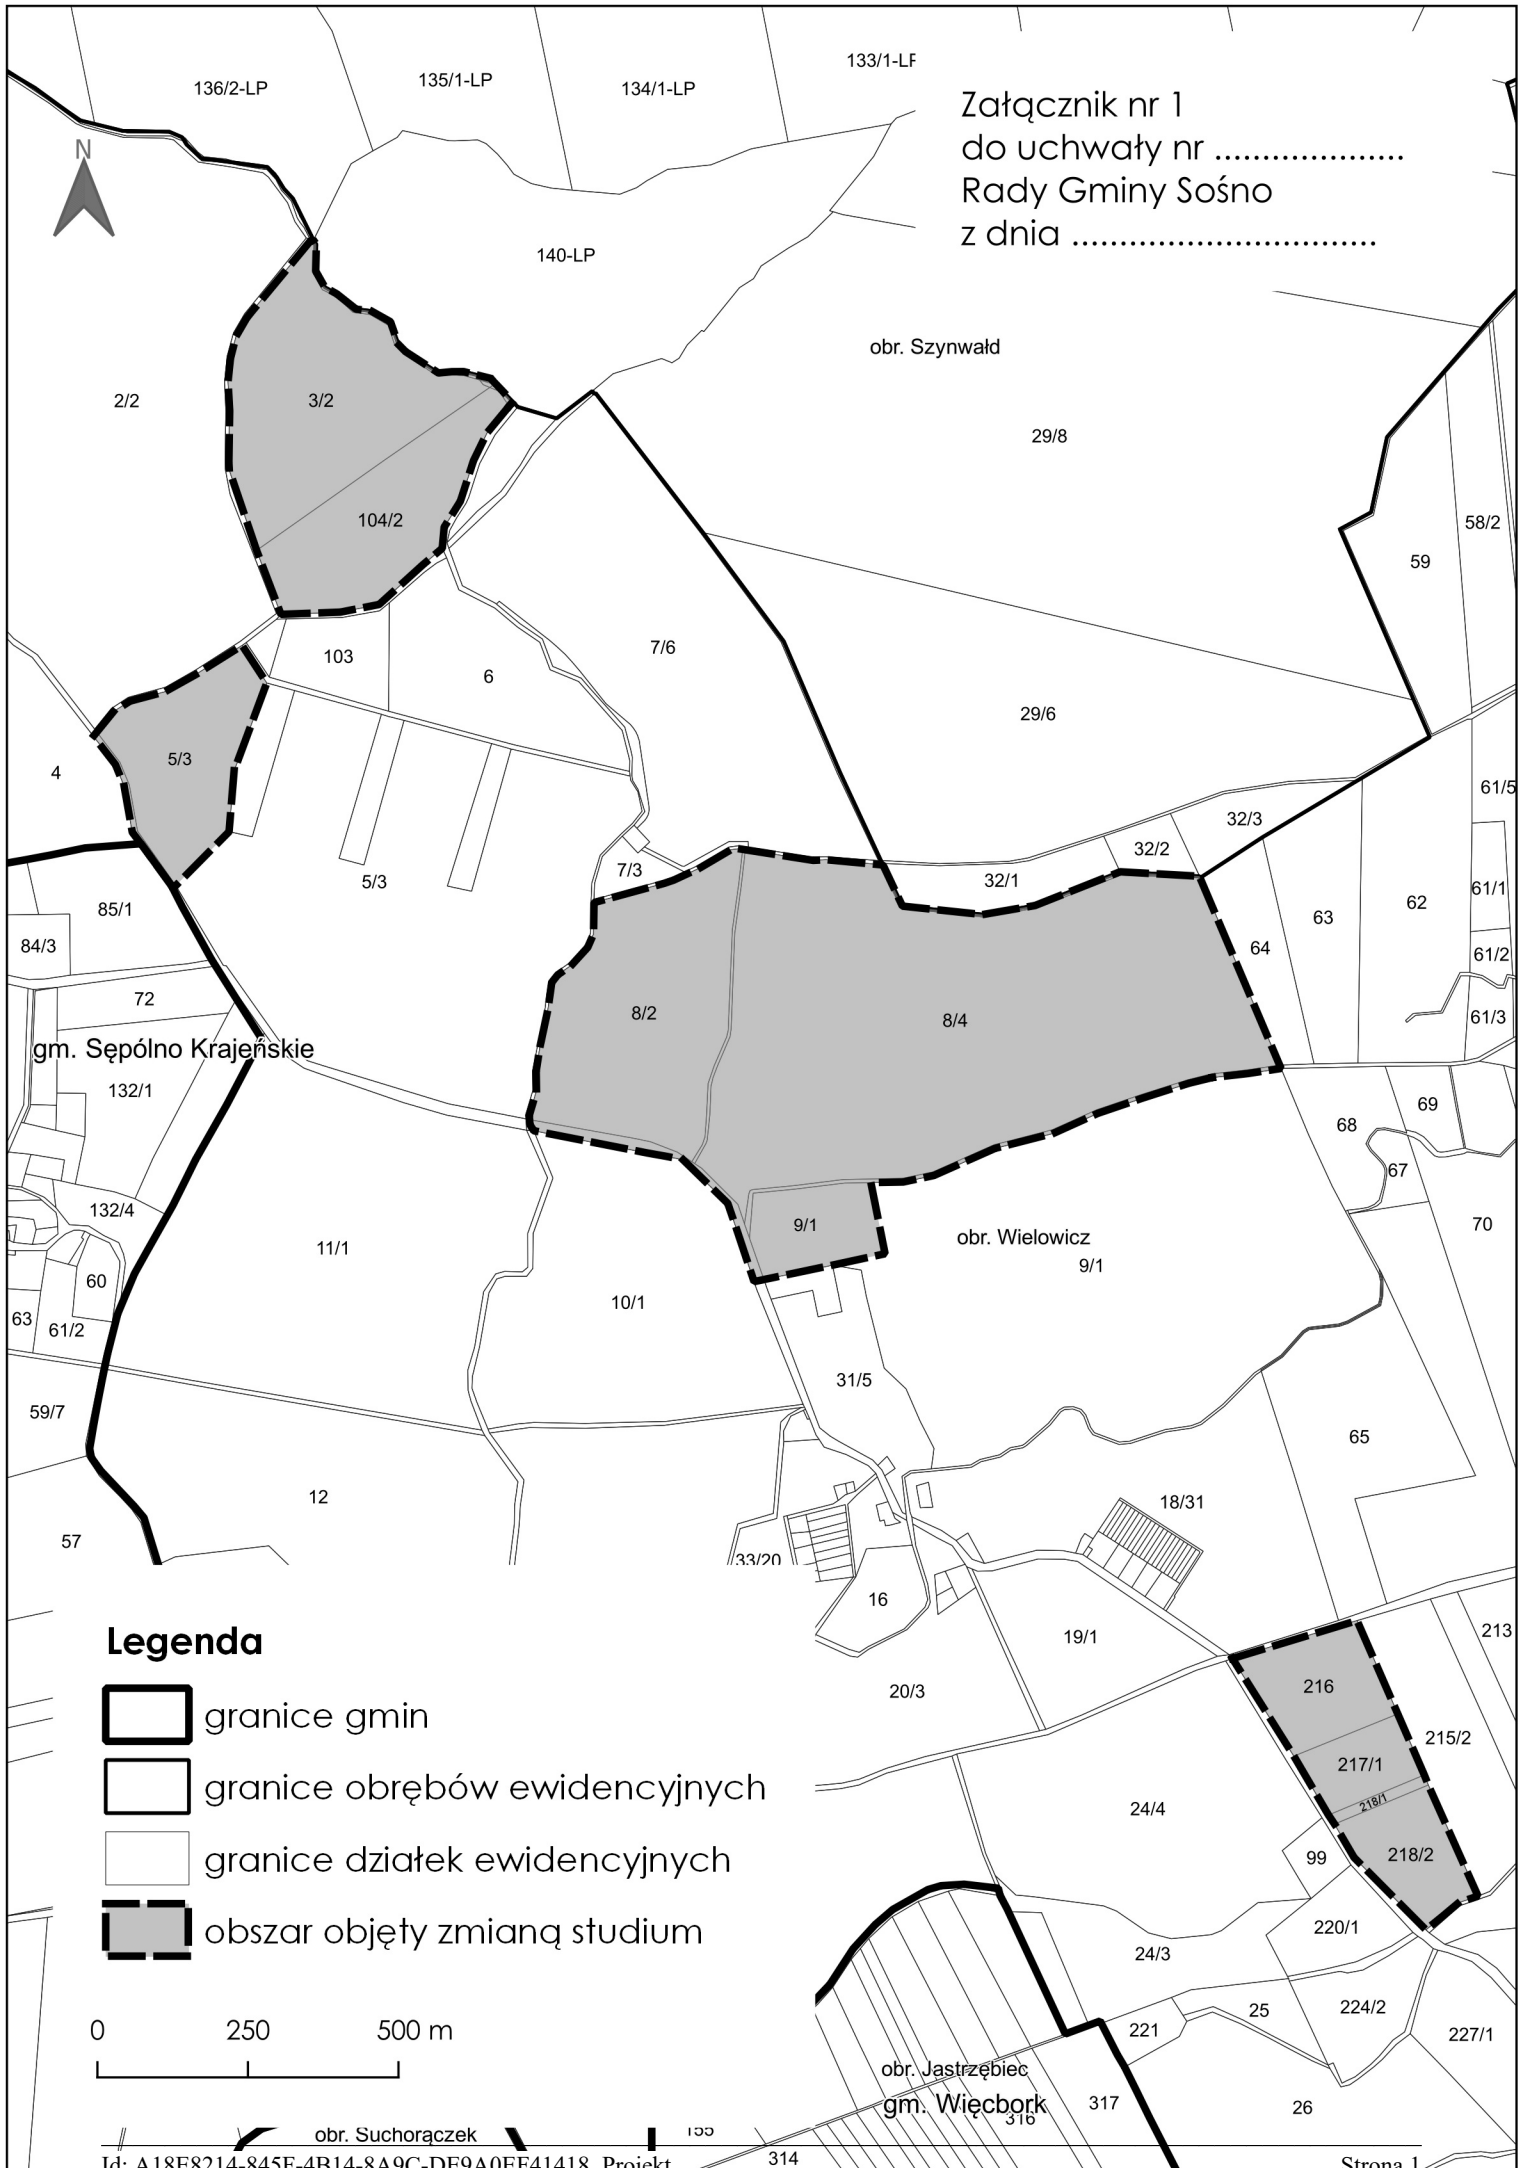 136/2-LP
135/1-LP
134/1-LP
133/1-LP
Załącznik nr 1
do uchwały nr ....................
Rady Gminy Sośno
z dnia ................................
N
140-LP
obr. Szynwałd
2/2
3/2
29/8
104/2
58/2
59
103
6
7/6
29/6
4
5/3
61/5
32/3
32/2
7/3
5/3
32/1
61/1
85/1
62
63
84/3
64
61/2
72
8/2
8/4
61/3
gm. Sępólno Krajeńskie
132/1
69
68
67
132/4
9/1
70
11/1
obr. Wielowicz
9/1
60
10/1
63
61/2
31/5
59/7
65
12
18/31
57
33/20
16
19/1
213
Legenda
20/3
216
granice gmin
215/2
217/1
granice obrębów ewidencyjnych
218/1
24/4
granice działek ewidencyjnych
99
218/2
obszar objęty zmianą studium
220/1
24/3
0 250 500 m
25
224/2
221
227/1
obr. Jastrzębiec
gm. Więcbork
316
317
26
obr. Suchorączek
155
314
Id: A18F8214-845F-4B14-8A9C-DF9A0FF41418. Projekt
Strona 1